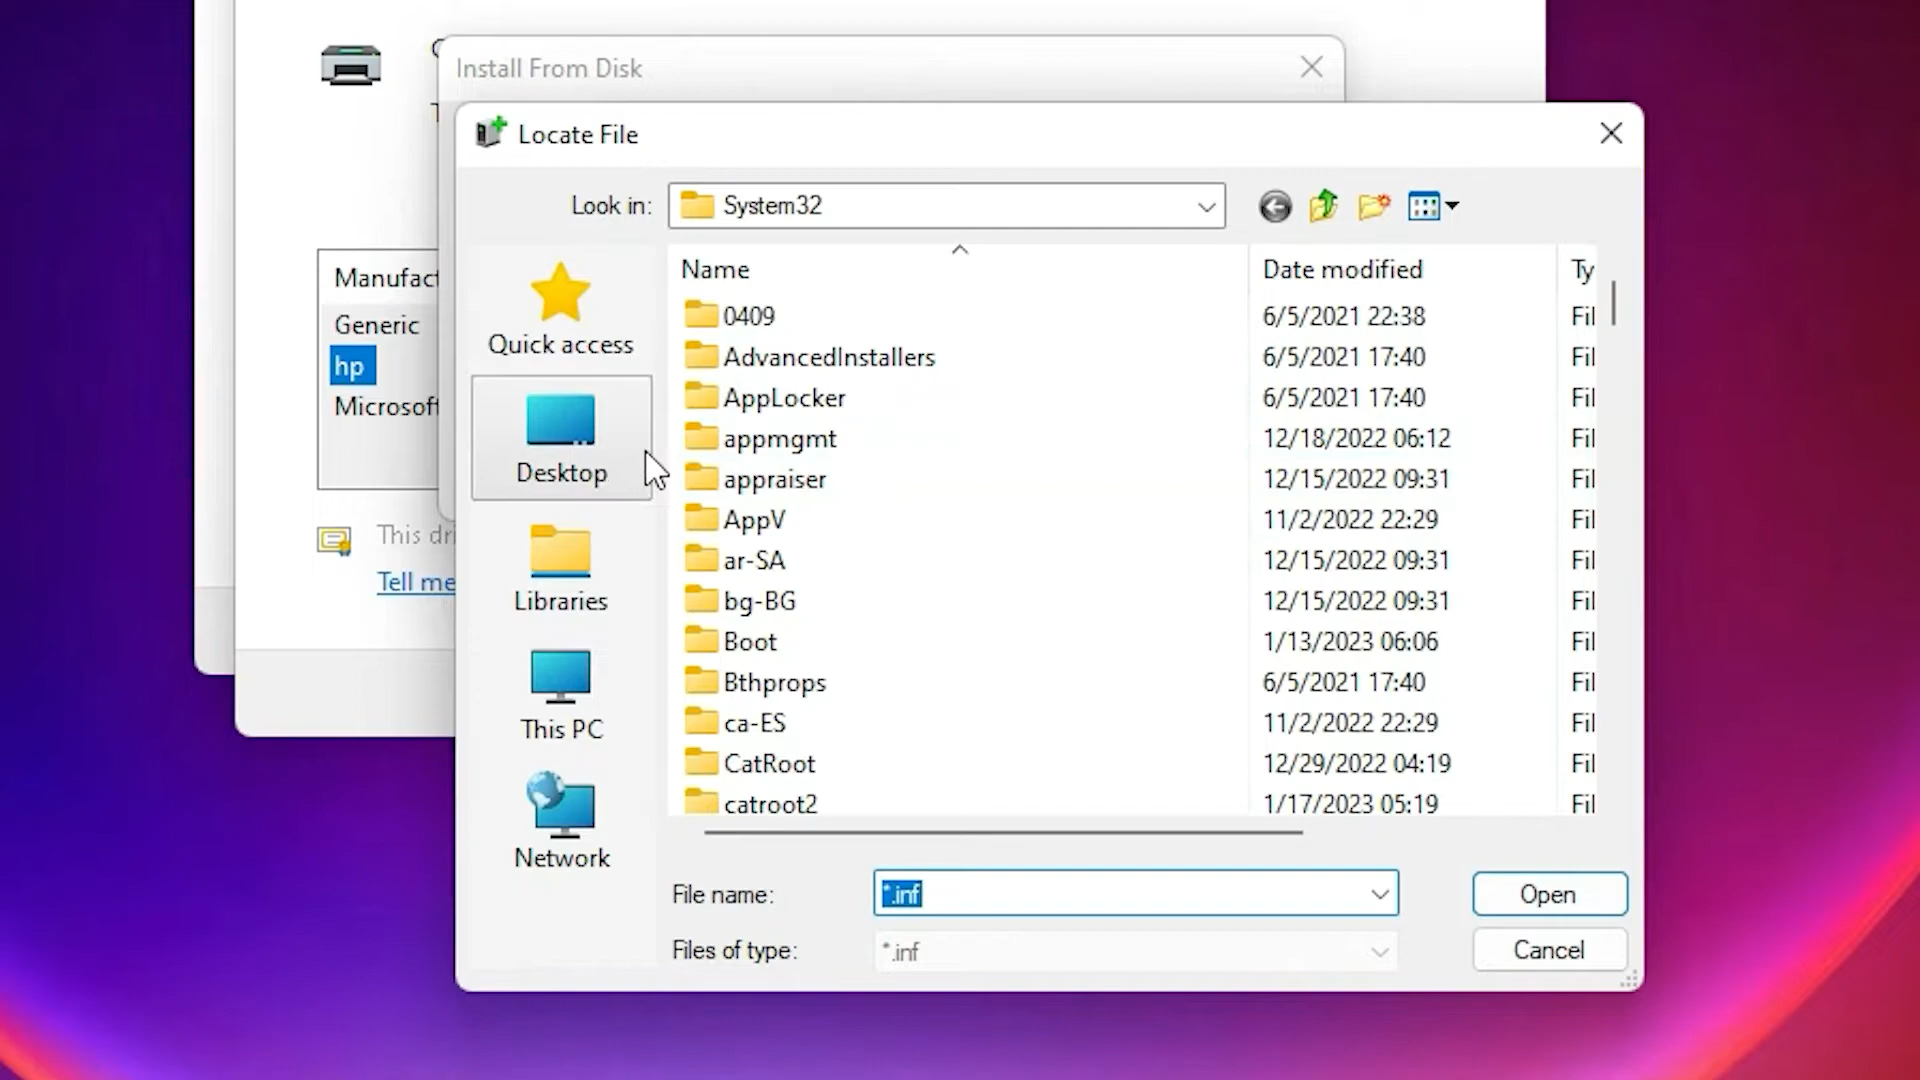 Install From Disk
Locate File
Look in: System32
Manufact
Generic
hp
Microsoft
This dri
Tell me
Quick access
Desktop
Libraries
This PC
Network
Name Date modified Ty
0409 6/5/2021 22:38 Fil
AdvancedInstallers 6/5/2021 17:40 Fil
AppLocker 6/5/2021 17:40 Fil
appmgmt 12/18/2022 06:12 Fil
appraiser 12/15/2022 09:31 Fil
AppV 11/2/2022 22:29 Fil
ar-SA 12/15/2022 09:31 Fil
bg-BG 12/15/2022 09:31 Fil
Boot 1/13/2023 06:06 Fil
Bthprops 6/5/2021 17:40 Fil
ca-ES 11/2/2022 22:29 Fil
CatRoot 12/29/2022 04:19 Fil
catroot2 1/17/2023 05:19 Fil
File name: *.inf Open
Files of type: *.inf Cancel